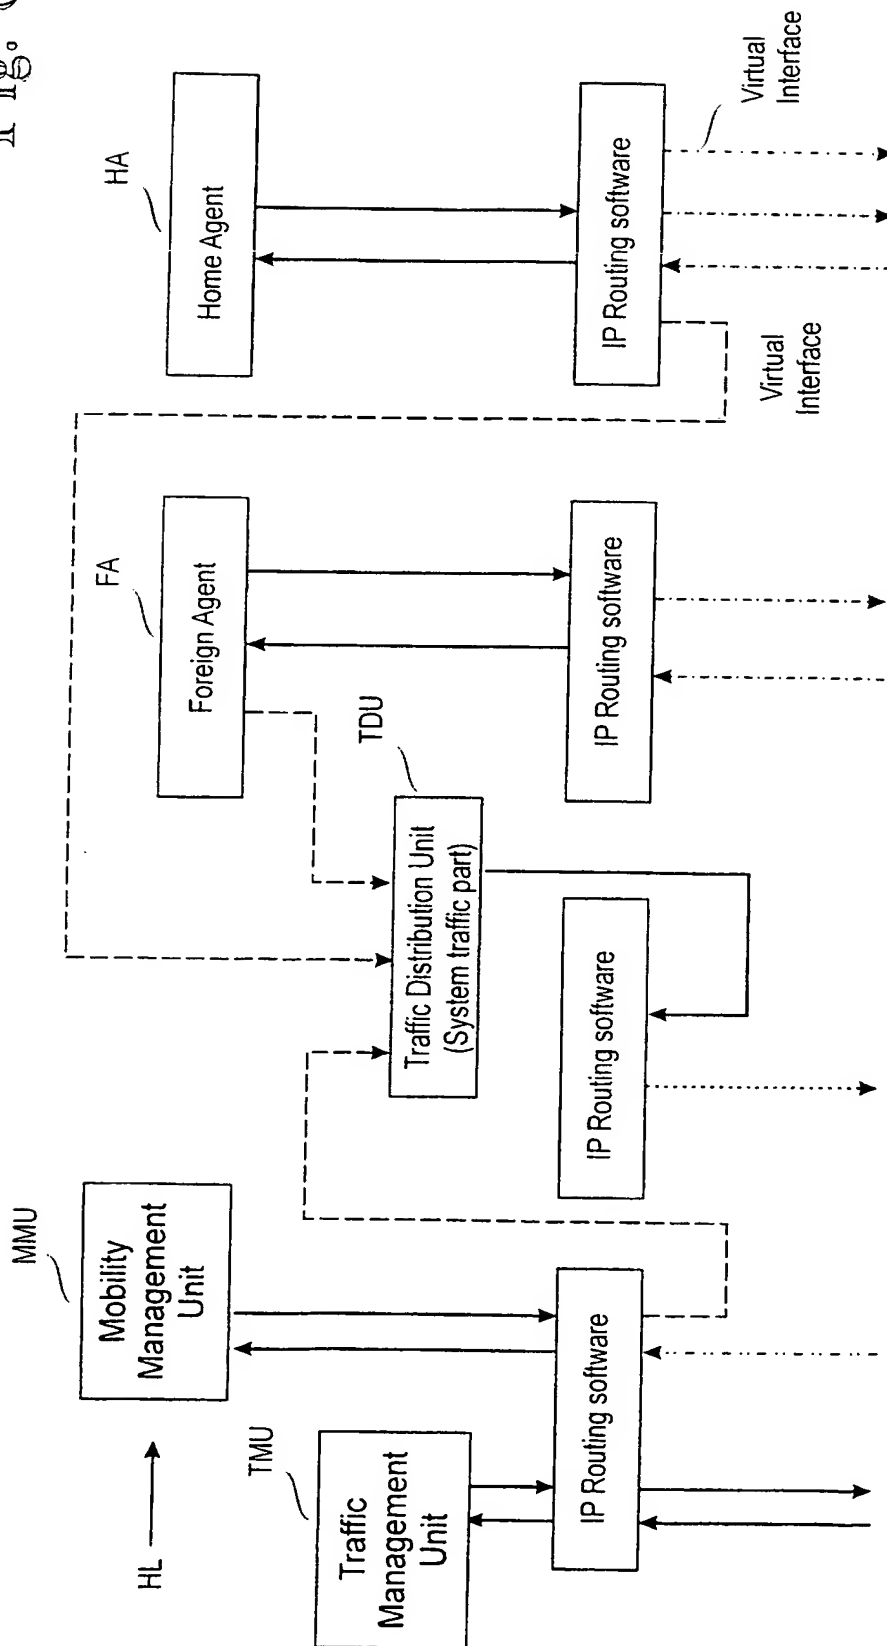 Fig.
HL
MMU
Mobility
Management
Unit
TMU
Traffic
Management
Unit
IP Routing software
TDU
Traffic Distribution Unit
(System traffic part)
IP Routing software
FA
Foreign Agent
IP Routing software
HA
Home Agent
IP Routing software
Virtual
Interface
Virtual
Interface